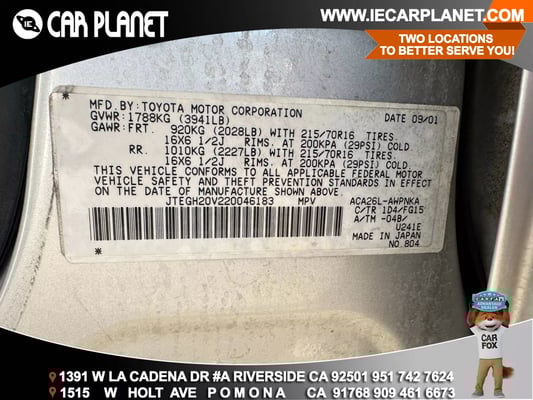 CAR PLANET
WWW.IECARPLANET.COM
TWO LOCATIONS
TO BETTER SERVE YOU!
MFD.BY:TOYOTA MOTOR CORPORATION DATE 09/01
GVWR:1788KG (3941LB)
GAWR:FRT. 920KG (2028LB) WITH 215/70R16 TIRES.
16X6 1/2J RIMS. AT 200KPA (29PSI) COLD
RR. 1010KG (2227LB) WITH 215/70R16 TIRES.
16X6 1/2J RIMS. AT 200KPA (29PSI) COLD
THIS VEHICLE CONFORMS TO ALL APPLICABLE FEDERAL MOTOR
VEHICLE SAFETY STANDARDS IN EFFECT ON THE
DATE OF MANUFACTURE SHOWN ABOVE.
JTEGH20V220046183 MPV
ACA26L-AWPNKA
C/TR 1D4/FG15
A/TM -04B/
U241E
MADE IN JAPAN
NO.804
CARFAX
ADVANTAGE
DEALER
CAR
FOX
1391 W LA CADENA DR #A RIVERSIDE CA 92501 951 742 7624
1515 W HOLT AVE POMONA CA 91768 909 461 6673